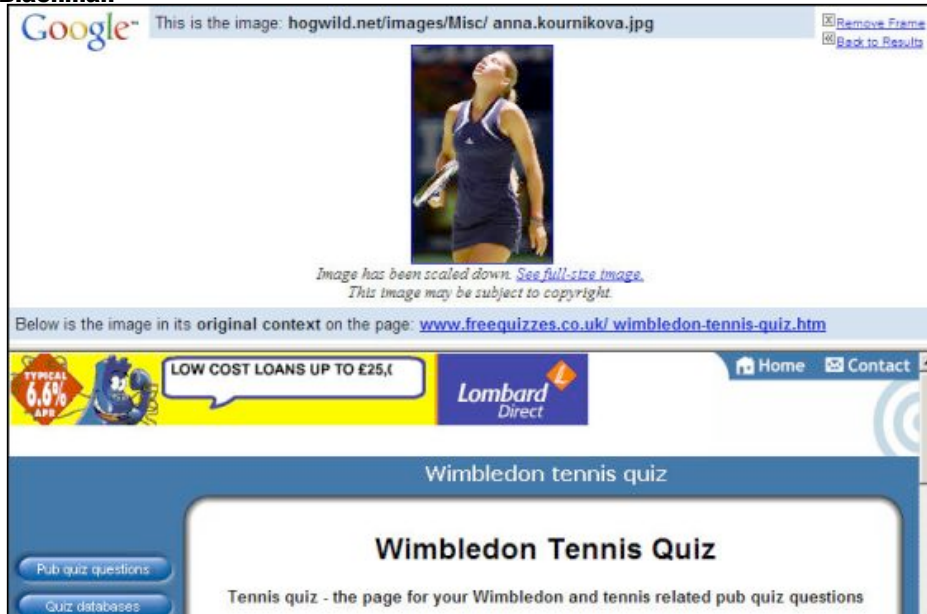 Google™
This is the image: hogwild.net/images/Misc/ anna.kournikova.jpg
Remove Frame
Back to Results
Image has been scaled down. See full-size image.
This image may be subject to copyright.
Below is the image in its original context on the page: www.freequizzes.co.uk/ wimbledon-tennis-quiz.htm
TYPICAL
6.6%
APR
LOW COST LOANS UP TO £25,(
Lombard
Direct
Home
Contact
Wimbledon tennis quiz
Wimbledon Tennis Quiz
Pub quiz questions
Quiz databases
Tennis quiz - the page for your Wimbledon and tennis related pub quiz questions